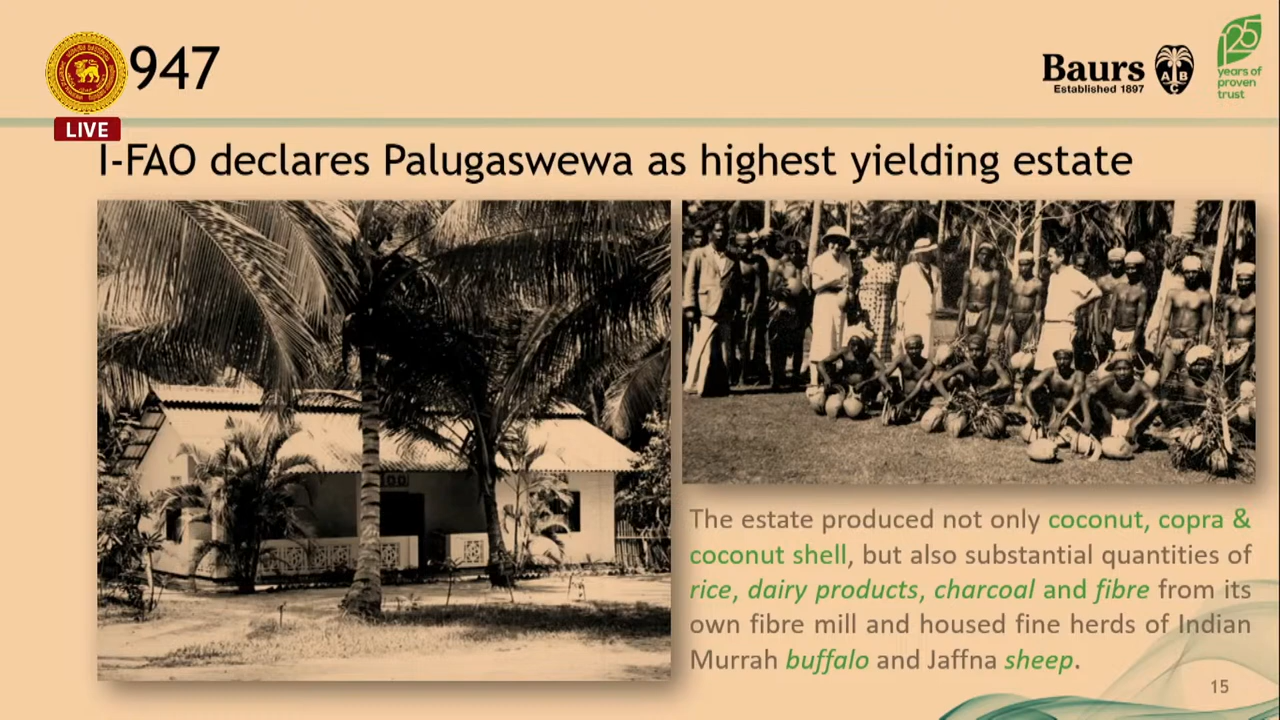 947
LIVE
Baurs
Established 1897
ABC
125
years of
proven
trust
I-FAO declares Palugaswewa as highest yielding estate
The estate produced not only coconut, copra &
coconut shell, but also substantial quantities of
rice, dairy products, charcoal and fibre from its
own fibre mill and housed fine herds of Indian
Murrah buffalo and Jaffna sheep.
15